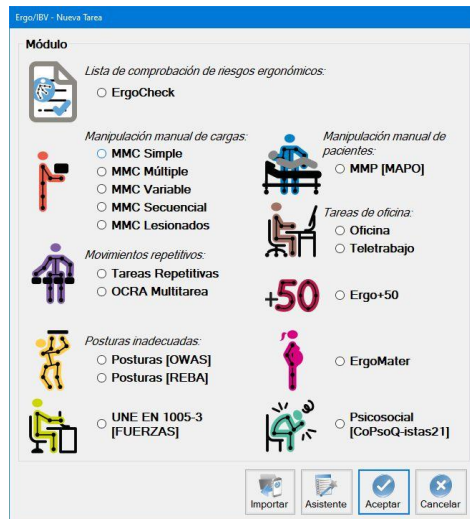 Ergo/IBV - Nueva Tarea
Módulo
Lista de comprobación de riesgos ergonómicos:
ErgoCheck
Manipulación manual de cargas:
MMC Simple
MMC Múltiple
MMC Variable
MMC Secuencial
MMC Lesionados
Movimientos repetitivos:
Tareas Repetitivas
OCRA Multitarea
Posturas inadecuadas:
Posturas [OWAS]
Posturas [REBA]
UNE EN 1005-3
[FUERZAS]
Manipulación manual de
pacientes:
MMP [MAPO]
Tareas de oficina:
Oficina
Teletrabajo
+50
Ergo+50
ErgoMater
Psicosocial
[CoPsoQ-istas21]
Importar
Asistente
Aceptar
Cancelar